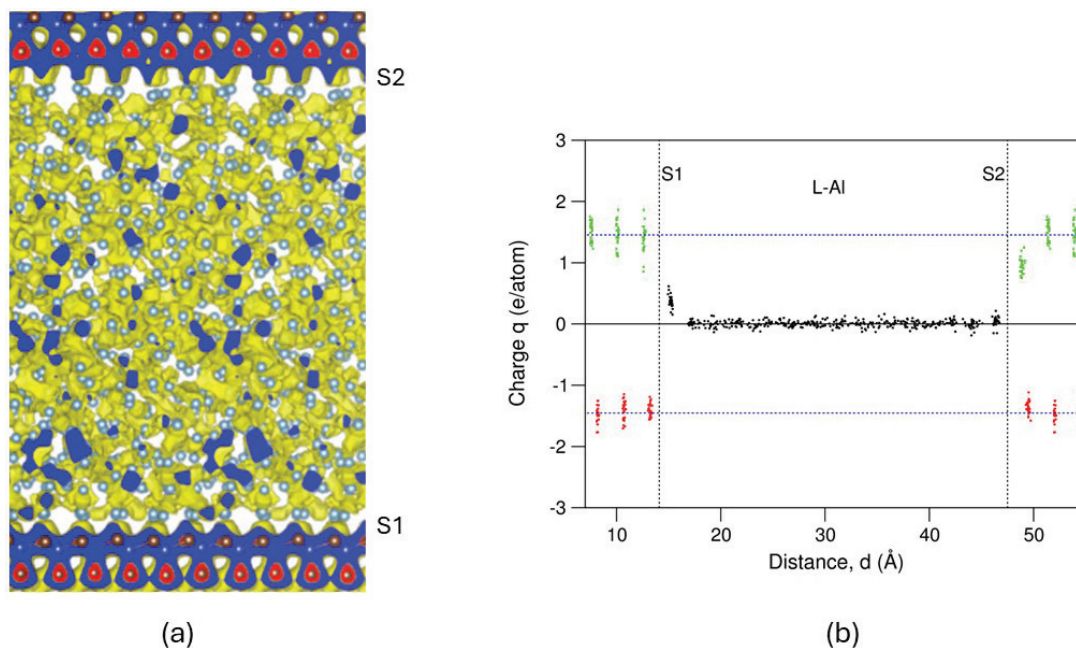 S2
S1
(a)
3
2
1
0
-1
-2
-3
Charge q (e/atom)
S1
L-Al
S2
10
20
30
40
50
Distance, d (Å)
(b)